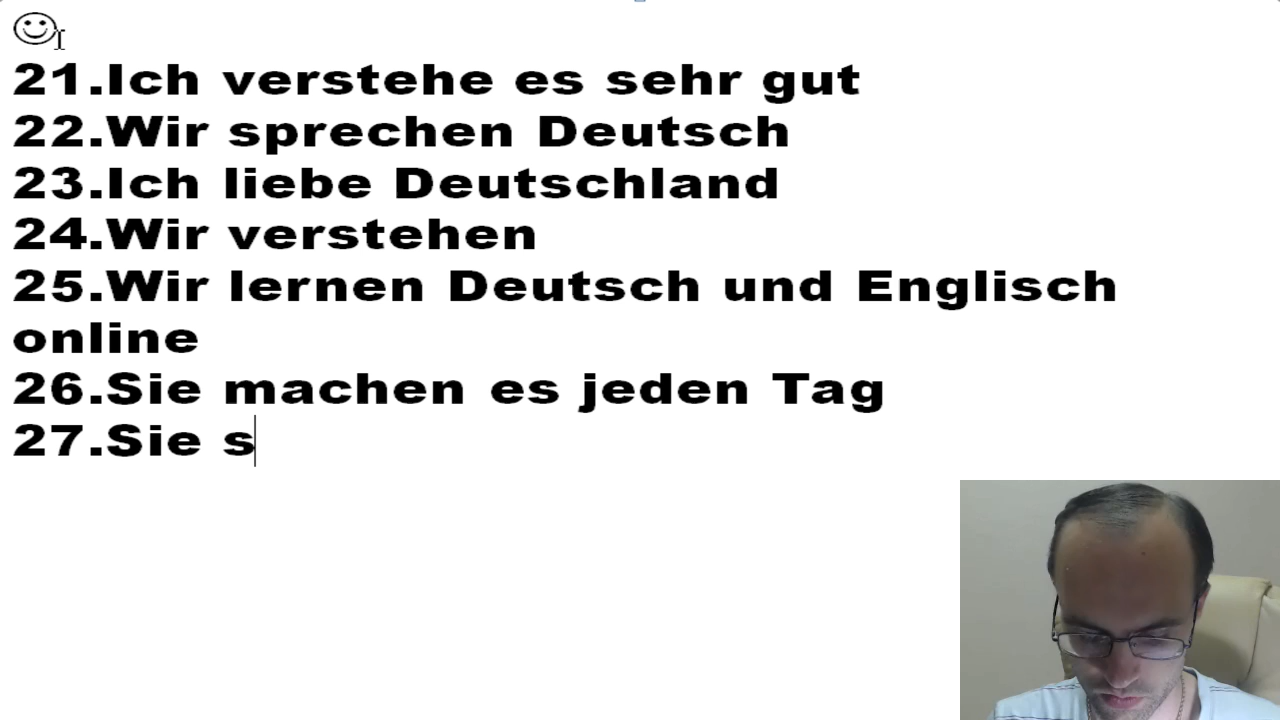 21.Ich verstehe es sehr gut
22.Wir sprechen Deutsch
23.Ich liebe Deutschland
24.Wir verstehen
25.Wir lernen Deutsch und Englisch
online
26.Sie machen es jeden Tag
27.Sie s